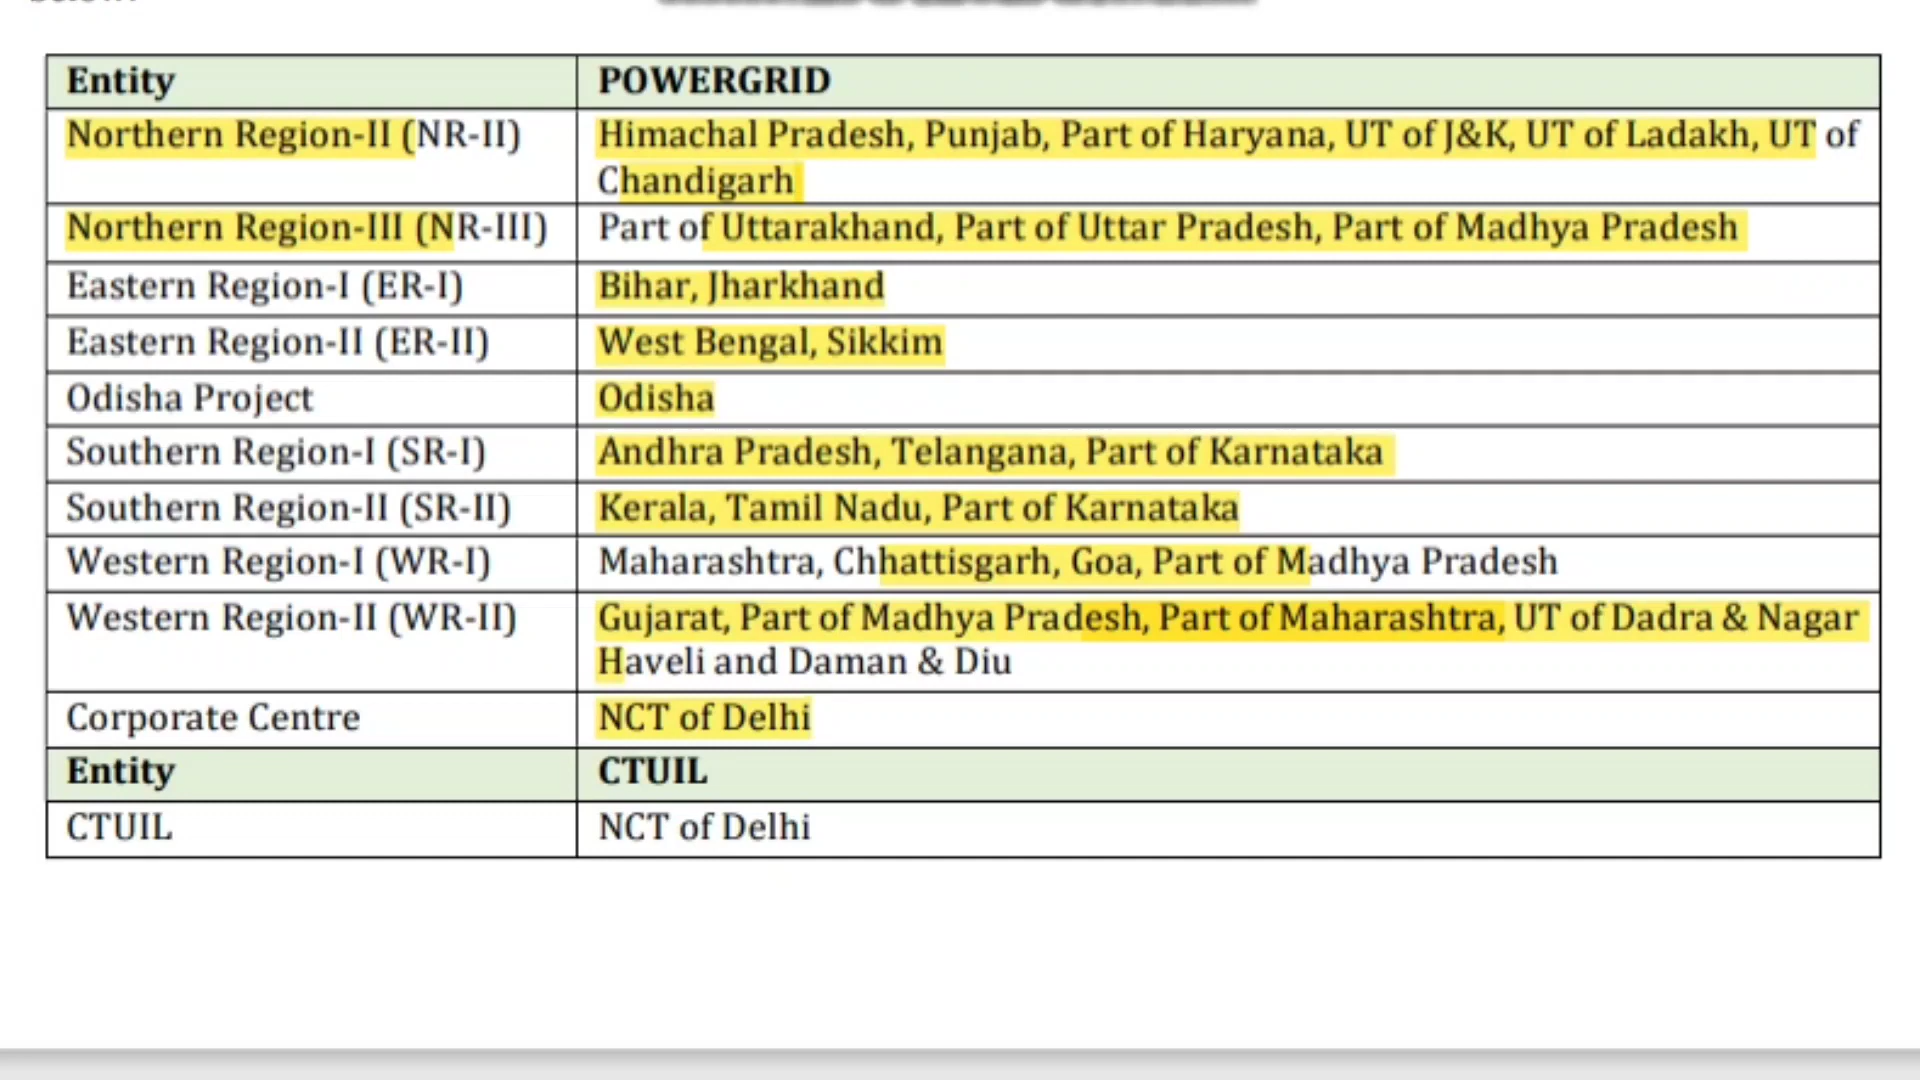 Entity POWERGRID
Northern Region-II (NR-II) Himachal Pradesh, Punjab, Part of Haryana, UT of J&K, UT of Ladakh, UT of
Chandigarh
Northern Region-III (NR-III) Part of Uttarakhand, Part of Uttar Pradesh, Part of Madhya Pradesh
Eastern Region-I (ER-I) Bihar, Jharkhand
Eastern Region-II (ER-II) West Bengal, Sikkim
Odisha Project Odisha
Southern Region-I (SR-I) Andhra Pradesh, Telangana, Part of Karnataka
Southern Region-II (SR-II) Kerala, Tamil Nadu, Part of Karnataka
Western Region-I (WR-I) Maharashtra, Chhattisgarh, Goa, Part of Madhya Pradesh
Western Region-II (WR-II) Gujarat, Part of Madhya Pradesh, Part of Maharashtra, UT of Dadra & Nagar
Haveli and Daman & Diu
Corporate Centre NCT of Delhi
Entity CTUIL
CTUIL NCT of Delhi